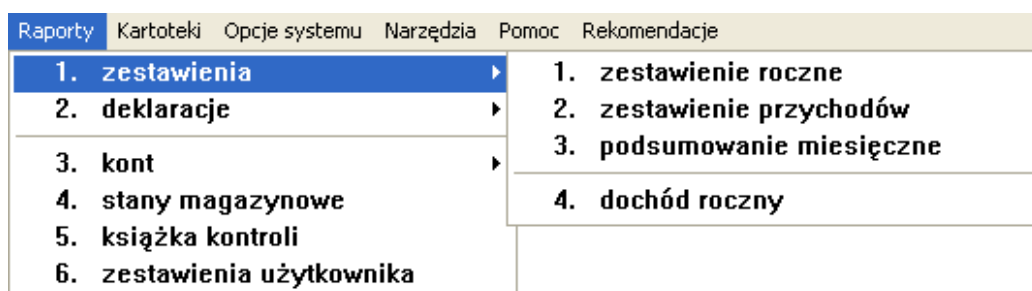 Raporty Kartoteki Opcje systemu Narzędzia Pomoc Rekomendacje
1. zestawienia
2. deklaracje
3. kont
4. stany magazynowe
5. książka kontroli
6. zestawienia użytkownika
1. zestawienie roczne
2. zestawienie przychodów
3. podsumowanie miesięczne
4. dochód roczny